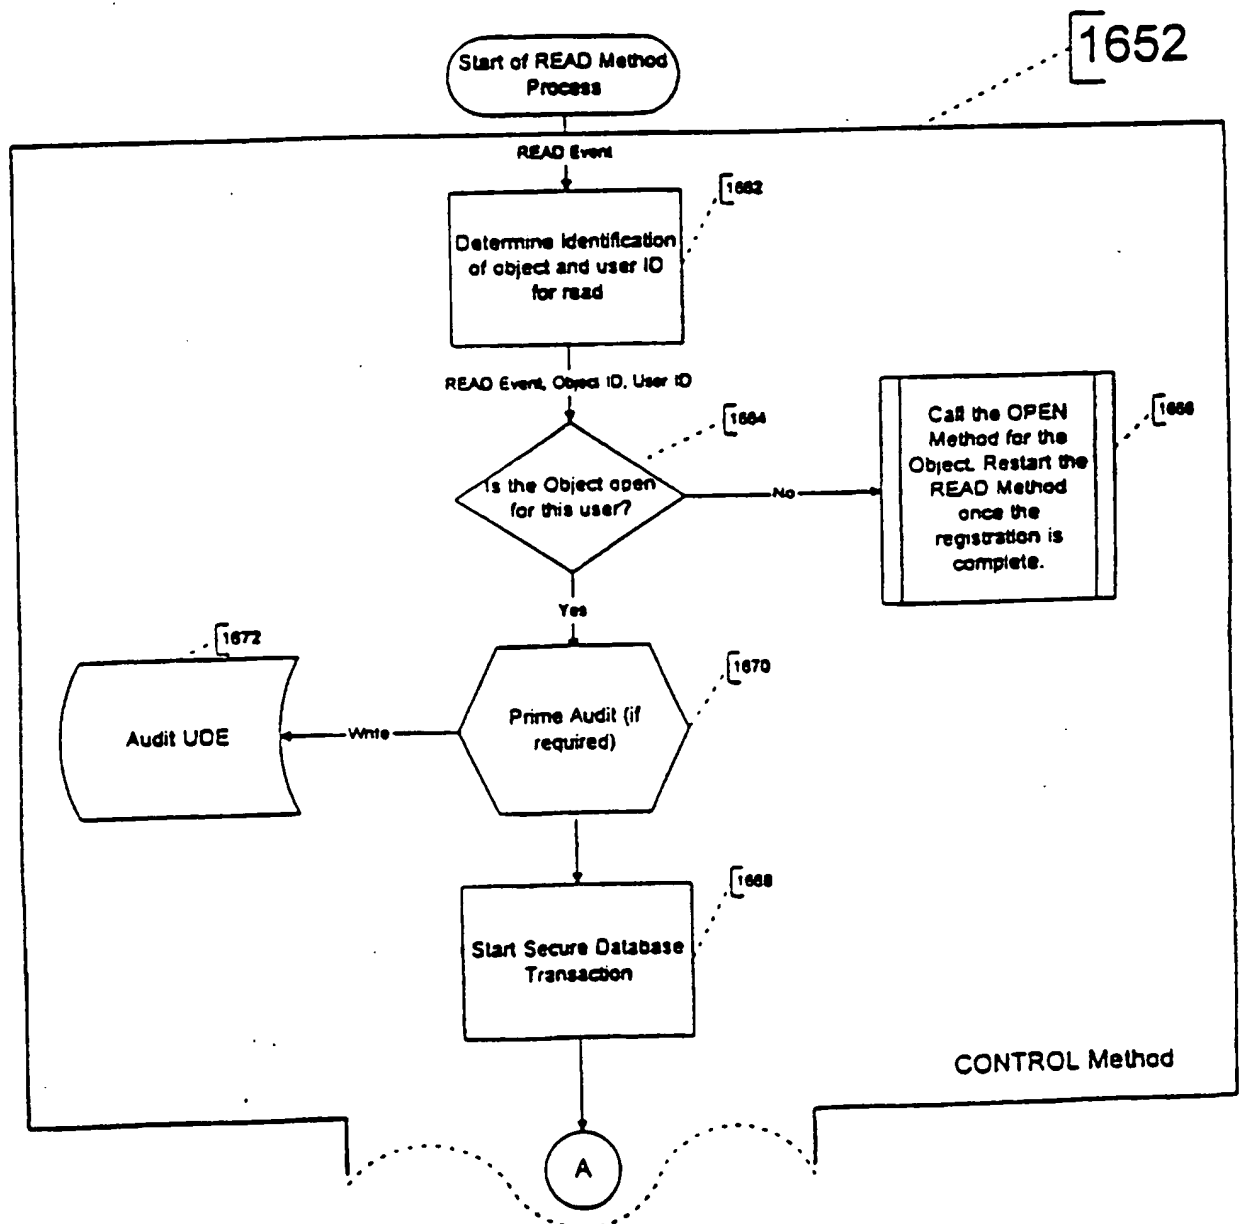 1652
Start of READ Method
Process
READ Event
1662
Determine Identification
of object and user ID
for read
READ Event, Object ID, User ID
1664
Is the Object open
for this user?
No
1666
Call the OPEN
Method for the
Object. Restart the
READ Method
once the
registration is
complete.
Yes
1672
Audit UDE
Write
1670
Prime Audit (if
required)
1668
Start Secure Database
Transaction
CONTROL Method
A